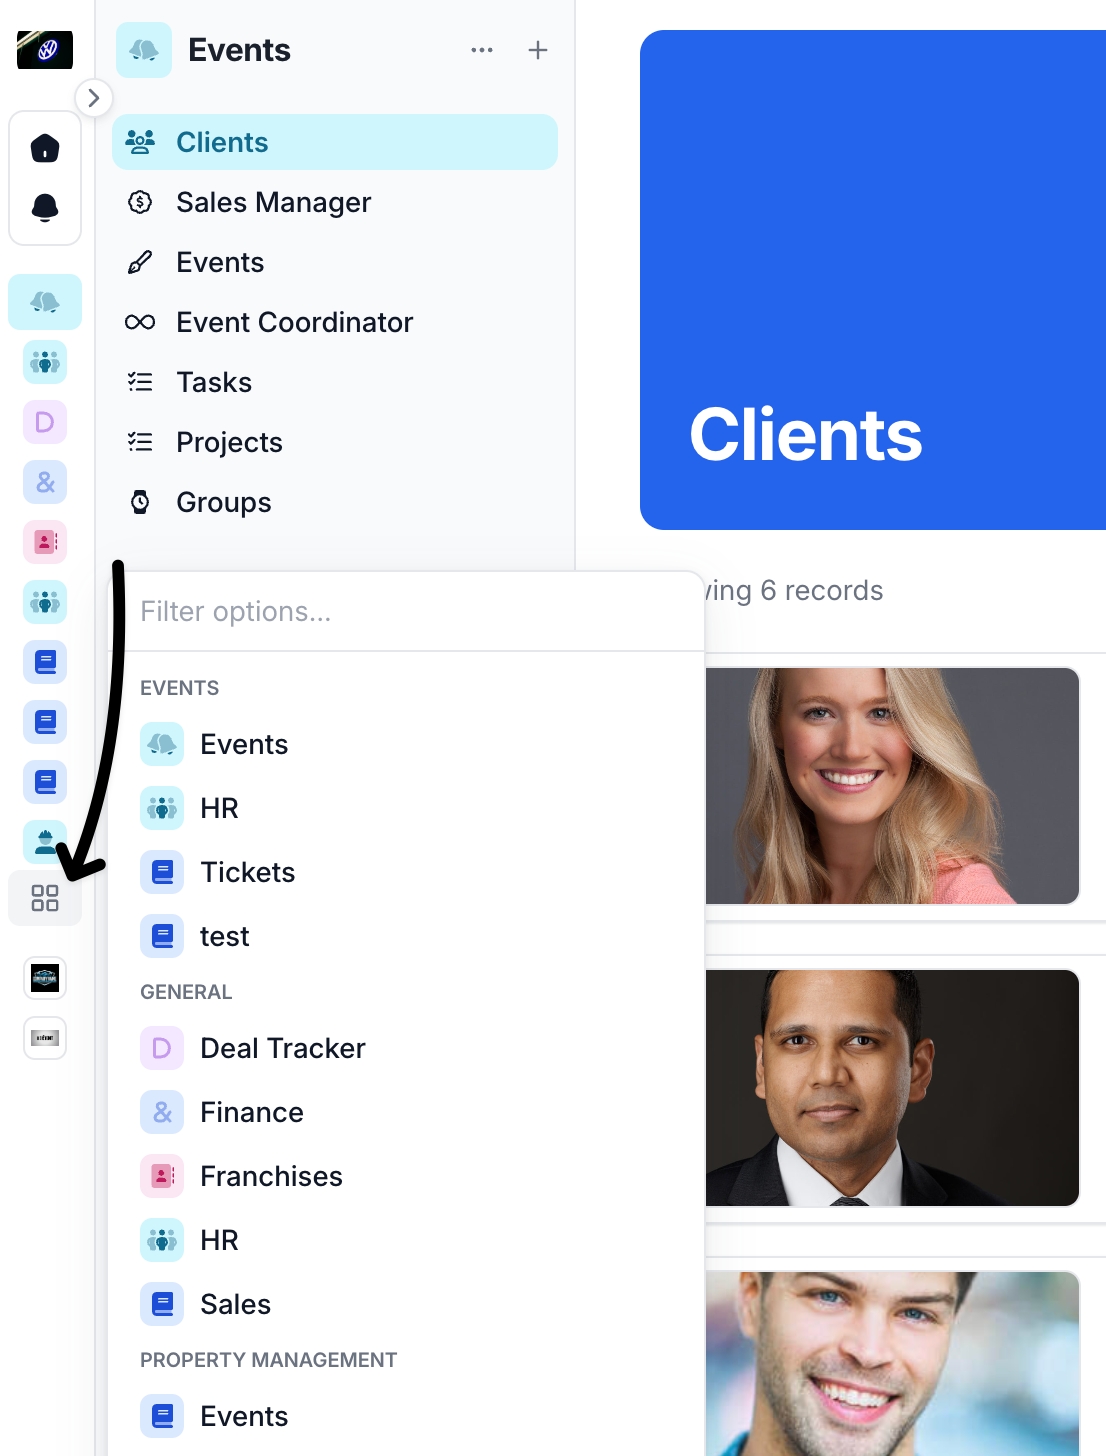 Events
Clients
Sales Manager
Events
Event Coordinator
Tasks
Projects
Groups
Clients
wing 6 records
Filter options...
EVENTS
Events
HR
Tickets
test
GENERAL
D Deal Tracker
& Finance
Franchises
HR
Sales
PROPERTY MANAGEMENT
Events
D
&